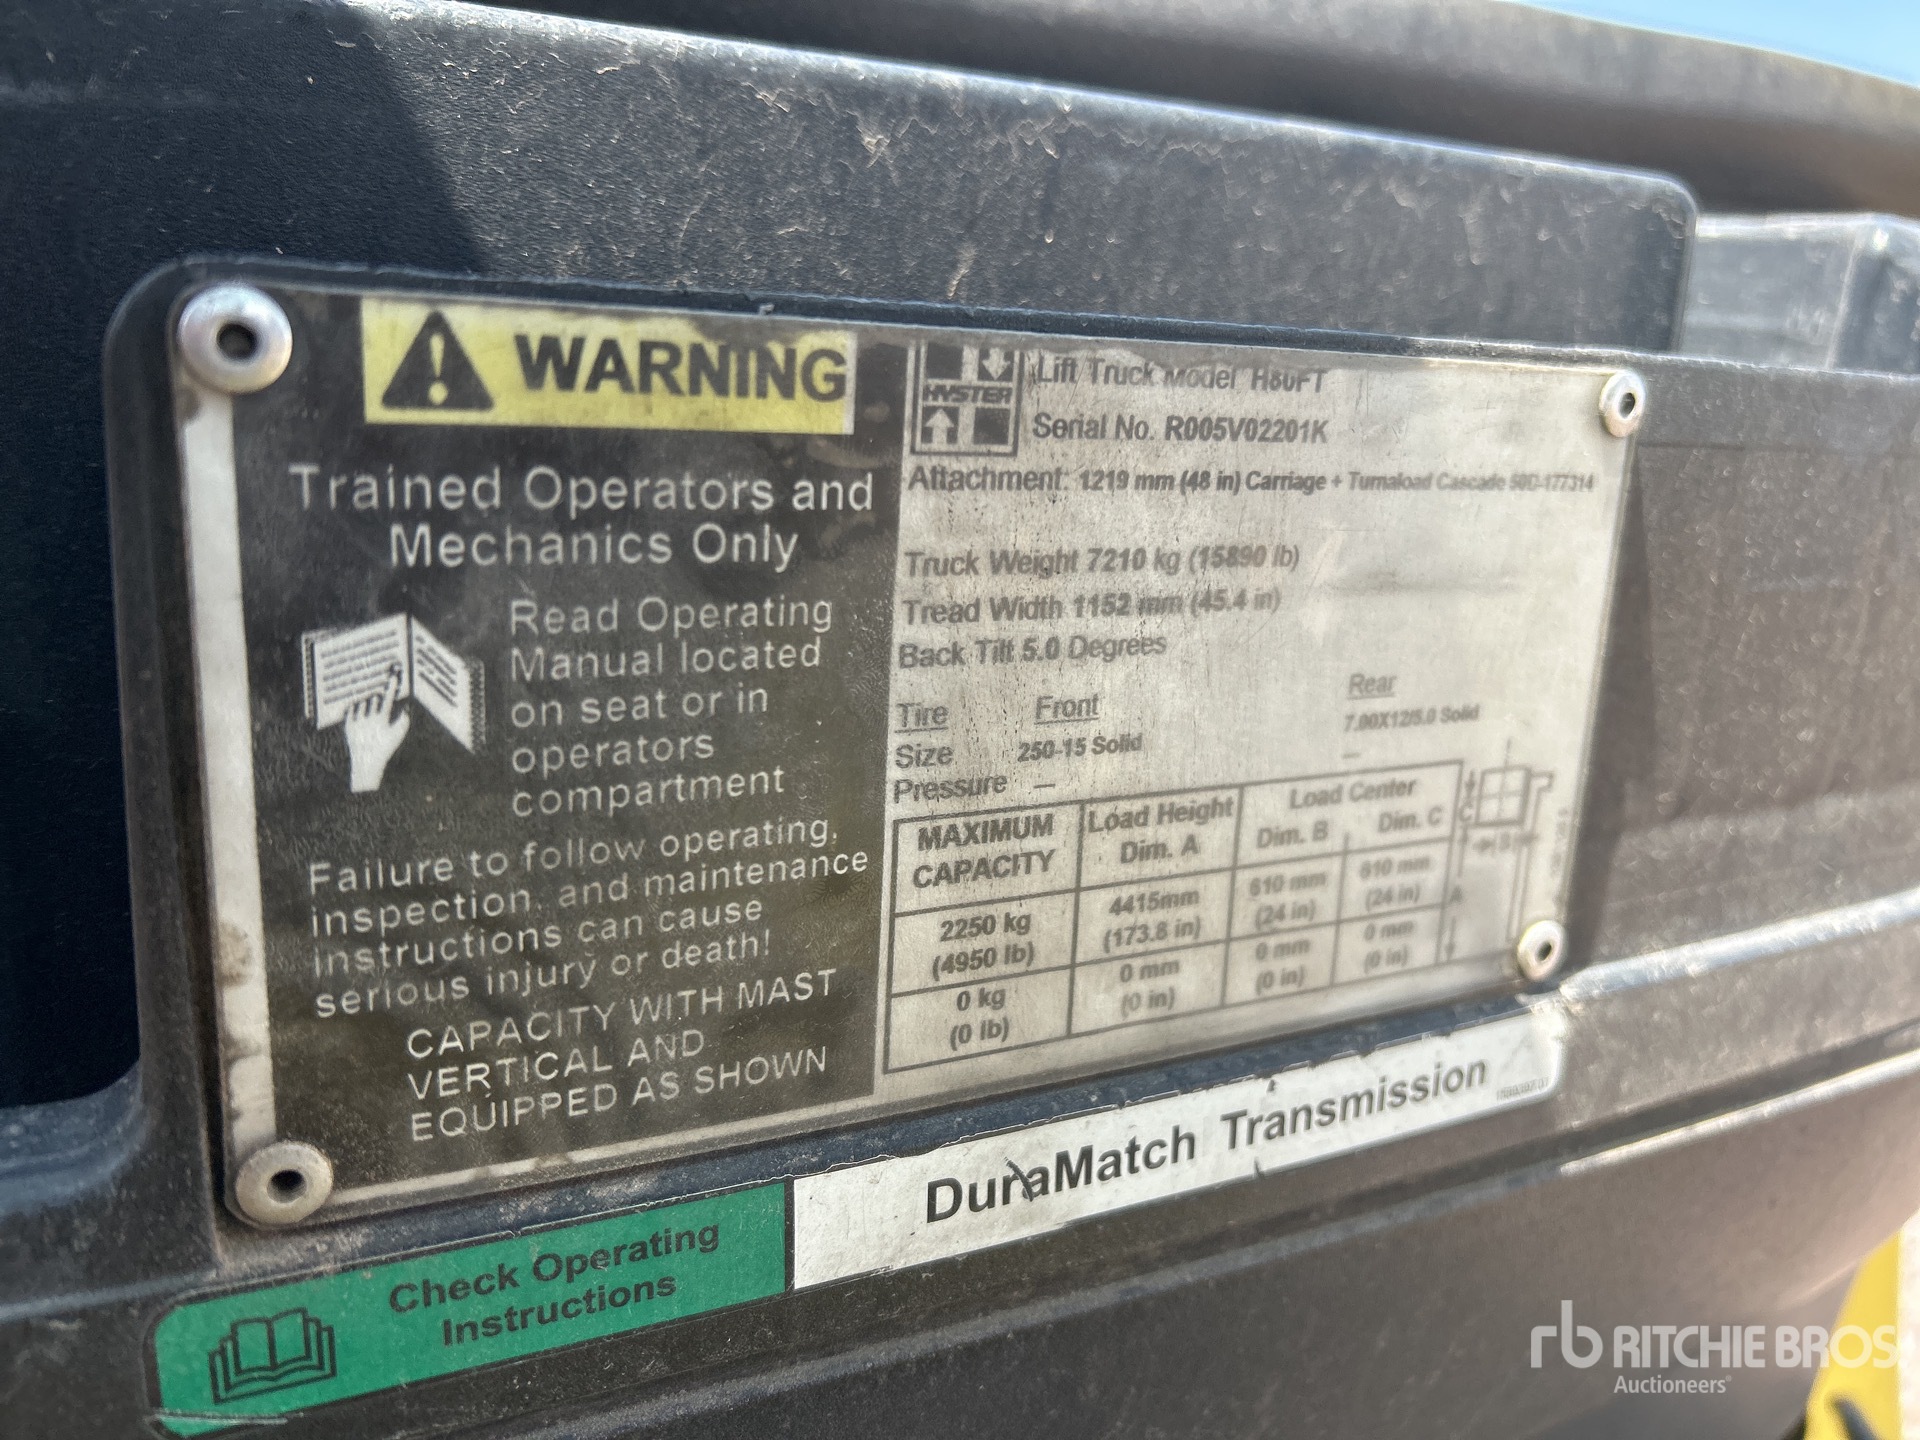 WARNING
Trained Operators and
Mechanics Only
Read Operating
Manual located
on seat or in
operators
compartment
Failure to follow operating,
inspection, and maintenance
instructions can cause
serious injury or death!
CAPACITY WITH MAST
VERTICAL AND
EQUIPPED AS SHOWN
HYSTER
Lift Truck Model H80FT
Serial No. R005V02201K
Attachment: 1219 mm (48 in) Carriage + Turnaload Cascade 50D-177314
Truck Weight 7210 kg (15890 lb)
Tread Width 1152 mm (45.4 in)
Back Tilt 5.0 Degrees
Tire Front Rear
Size 250-15 Solid 7.00X12/5.0 Solid
Pressure — —
MAXIMUM CAPACITY Load Height Dim. A Load Center Dim. B Dim. C
2250 kg (4950 lb) 4415mm (173.8 in) 610 mm (24 in) 610 mm (24 in)
0 kg (0 lb) 0 mm (0 in) 0 mm (0 in) 0 mm (0 in)
C
B
A
DuraMatch Transmission
Check Operating
Instructions
rb RITCHIE BROS
Auctioneers